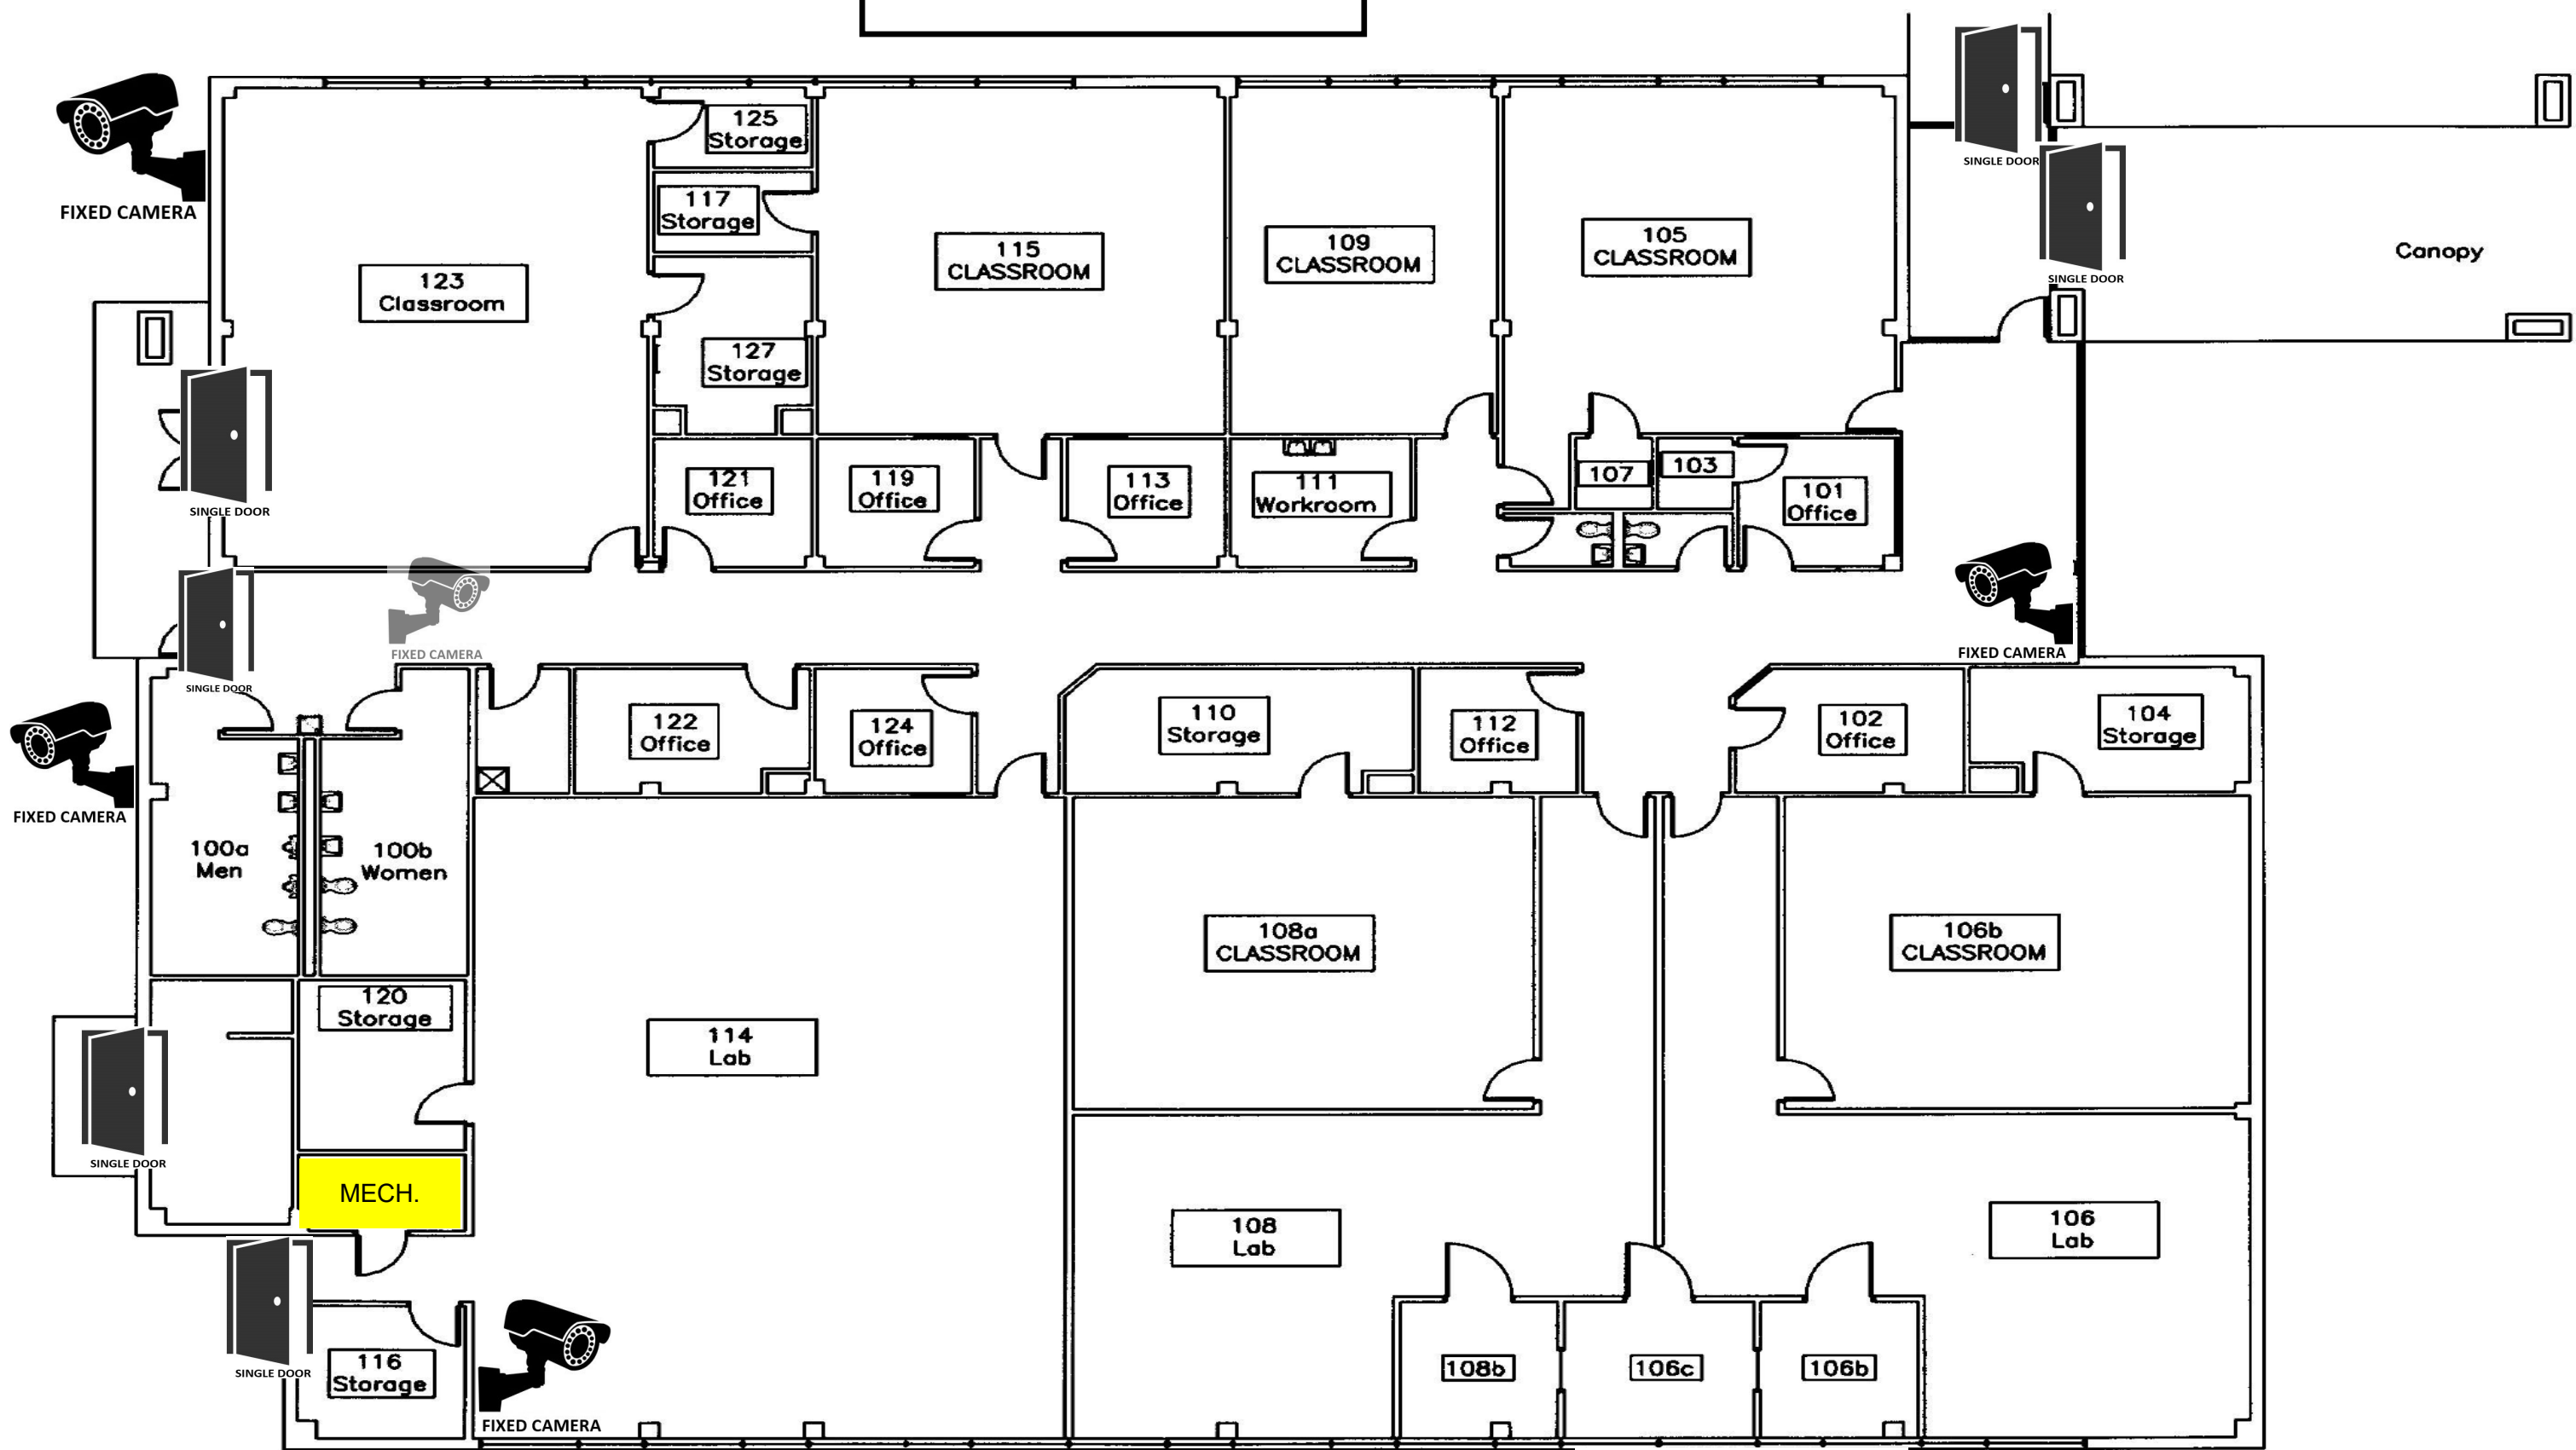 SINGLE DOOR
FIXED CAMERA
125
Storage
117
Storage
SINGLE DOOR
123
Classroom
115
CLASSROOM
109
CLASSROOM
105
CLASSROOM
Canopy
127
Storage
SINGLE DOOR
121
Office
119
Office
113
Office
111
Workroom
107
103
101
Office
FIXED CAMERA
FIXED CAMERA
SINGLE DOOR
122
Office
124
Office
110
Storage
112
Office
102
Office
104
Storage
FIXED CAMERA
100a
Men
100b
Women
108a
CLASSROOM
106b
CLASSROOM
120
Storage
114
Lab
SINGLE DOOR
MECH.
108
Lab
106
Lab
SINGLE DOOR
116
Storage
108b
106c
106b
FIXED CAMERA